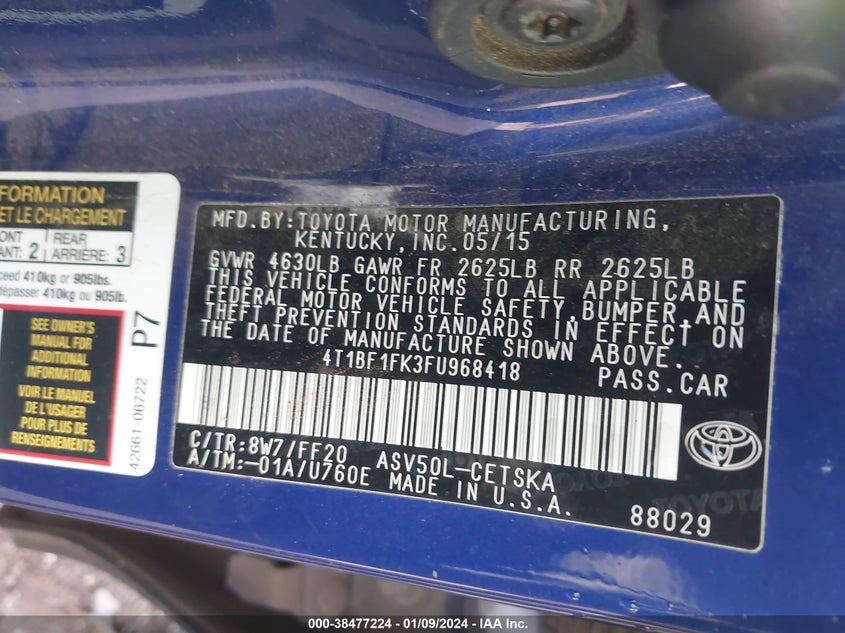 FORMATION
ET LE CHARGEMENT
ONT
ANT: 2
REAR
ARRIÈRE: 3
ceed 410kg or 905lbs.
dépasser 410kg ou 905lb.
SEE OWNER'S
MANUAL FOR
ADDITIONAL
INFORMATION
VOIR LE MANUEL
DE L'USAGER
POUR PLUS DE
RENSEIGNEMENTS
P7
42661-06722
MFD.BY:TOYOTA MOTOR MANUFACTURING,
KENTUCKY,INC.05/15
GVWR 4630LB GAWR FR 2625LB RR 2625LB
THIS VEHICLE CONFORMS TO ALL APPLICABLE
FEDERAL MOTOR VEHICLE SAFETY,BUMPER,AND
THEFT PREVENTION STANDARDS IN EFFECT ON
THE DATE OF MANUFACTURE SHOWN ABOVE.
4T1BF1FK3FU968418 PASS.CAR
C/TR:8W7/FF20 ASV50L-CETSKA
A/TM:-01A/U760E MADE IN U.S.A.
88029
TOYOTA
000-38477224 - 01/09/2024 - IAA Inc.